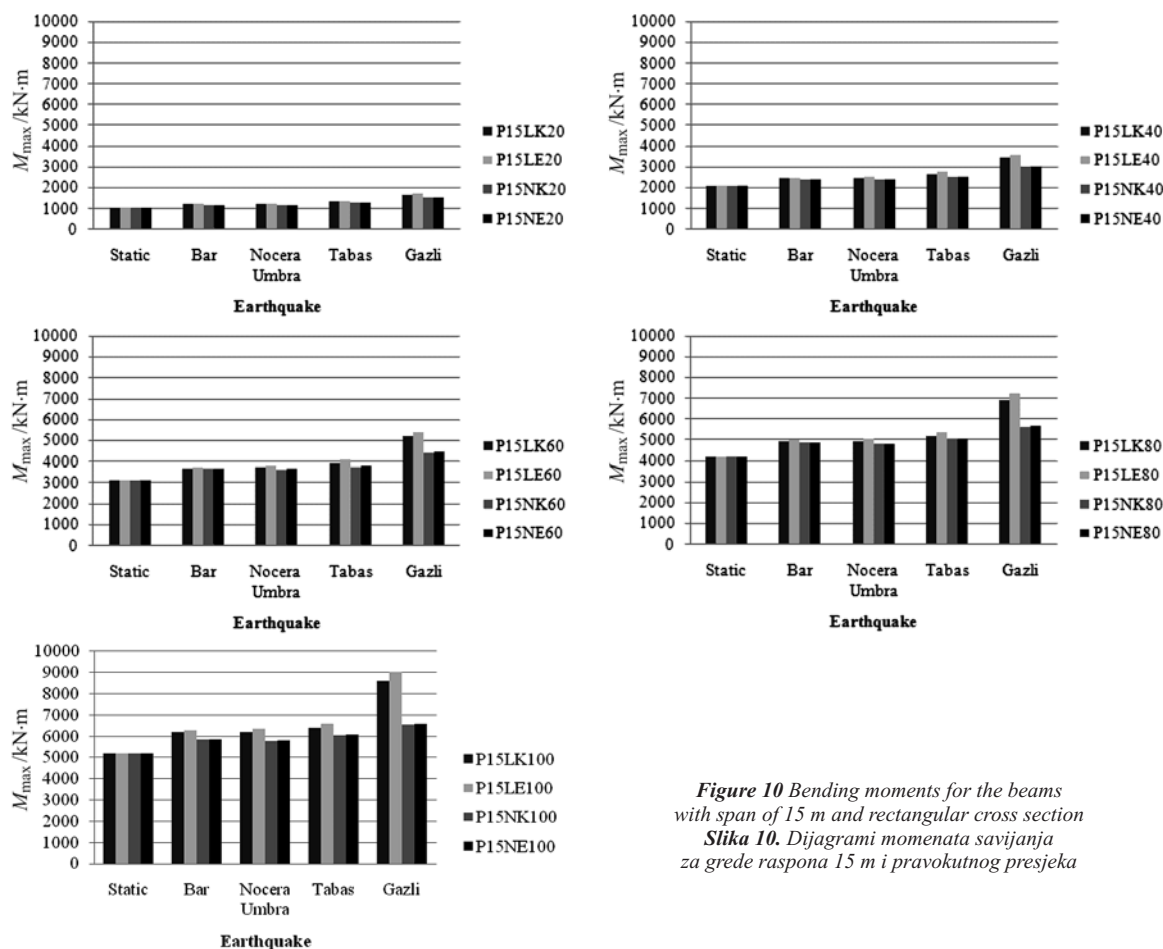 10000
9000
8000
7000
6000
5000
4000
3000
2000
1000
0
M max /kN·m
Static Bar Nocera Umbra Tabas Gazli
Earthquake
P15LK20
P15LE20
P15NK20
P15NE20
10000
9000
8000
7000
6000
5000
4000
3000
2000
1000
0
M max /kN·m
Static Bar Nocera Umbra Tabas Gazli
Earthquake
P15LK40
P15LE40
P15NK40
P15NE40
10000
9000
8000
7000
6000
5000
4000
3000
2000
1000
0
M max /kN·m
Static Bar Nocera Umbra Tabas Gazli
Earthquake
P15LK60
P15LE60
P15NK60
P15NE60
10000
9000
8000
7000
6000
5000
4000
3000
2000
1000
0
M max /kN·m
Static Bar Nocera Umbra Tabas Gazli
Earthquake
P15LK80
P15LE80
P15NK80
P15NE80
10000
9000
8000
7000
6000
5000
4000
3000
2000
1000
0
M max /kN·m
Static Bar Nocera Umbra Tabas Gazli
Earthquake
P15LK100
P15LE100
P15NK100
P15NE100
Figure 10 Bending moments for the beams
with span of 15 m and rectangular cross section
Slika 10. Dijagrami momenata savijanja
za grede raspona 15 m i pravokutnog presjeka